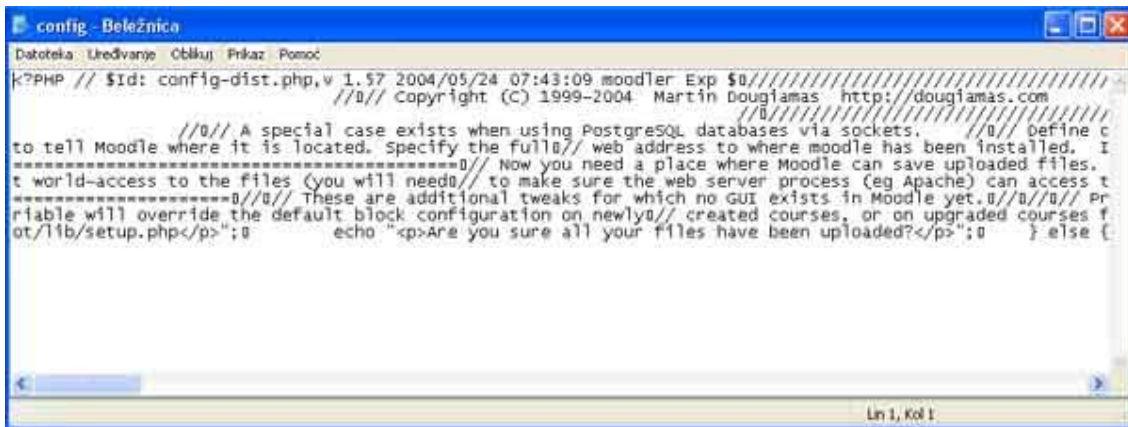 config - Beležnica
Datoteka Uređivanje Oblikuj Prikaz Pomoć
<?PHP // $Id: config-dist.php,v 1.57 2004/05/24 07:43:09 moodler Exp $▯//////////////////////////////////
//▯// Copyright (C) 1999-2004 Martin Dougiamas http://dougiamas.com
//▯//////////////////////////////////
//▯// A special case exists when using PostgreSQL databases via sockets. //▯// Define c
to tell Moodle where it is located. Specify the full▯// web address to where moodle has been installed. I
=============================================▯// Now you need a place where Moodle can save uploaded files.
t world-access to the files (you will need▯// to make sure the web server process (eg Apache) can access t
======================▯//▯// These are additional tweaks for which no GUI exists in Moodle yet.▯//▯//▯// Pr
riable will override the default block configuration on newly▯// created courses, or on upgraded courses f
ot/lib/setup.php</p>";▯ echo "<p>Are you sure all your files have been uploaded?</p>";▯ } else {
Lin 1, Kol 1